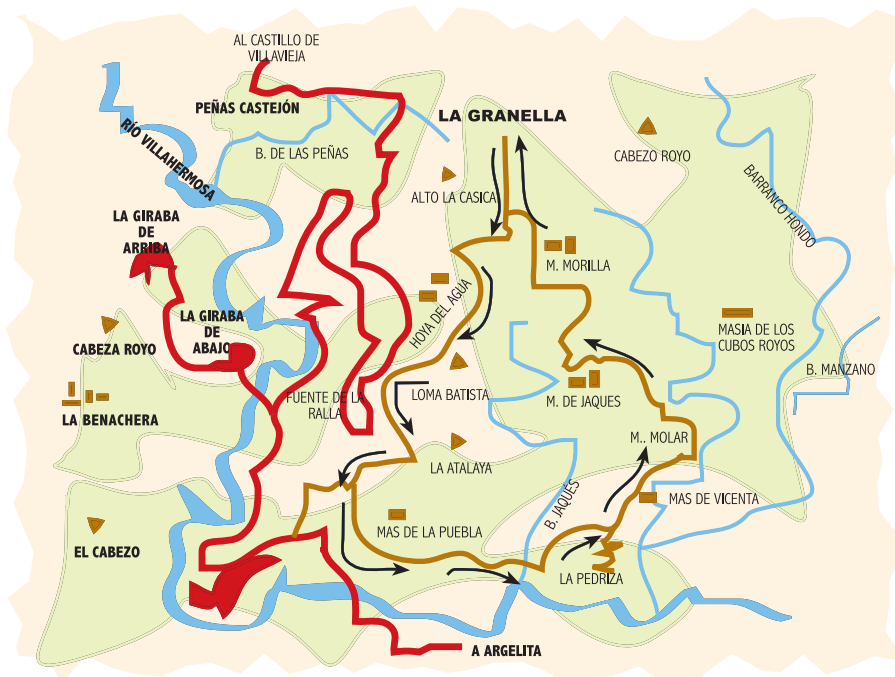 AL CASTILLO DE
VILLAVIEJA
PEÑAS CASTEJÓN
LA GRANELLA
RÍO VILLAHERMOSA
B. DE LAS PEÑAS
CABEZO ROYO
ALTO LA CASICA
BARRANCO HONDO
LA GIRABA
DE
ARRIBA
M. MORILLA
HOYA DEL AGUA
LA GIRABA
DE
ABAJO
CABEZA ROYO
MASIA DE LOS
CUBOS ROYOS
B. MANZANO
FUENTE DE LA
RALLA
LOMA BATISTA
M. DE JAQUES
LA BENACHERA
M.. MOLAR
LA ATALAYA
B. JAQUÉS
MAS DE VICENTA
MAS DE LA PUEBLA
EL CABEZO
LA PEDRIZA
A ARGELITA